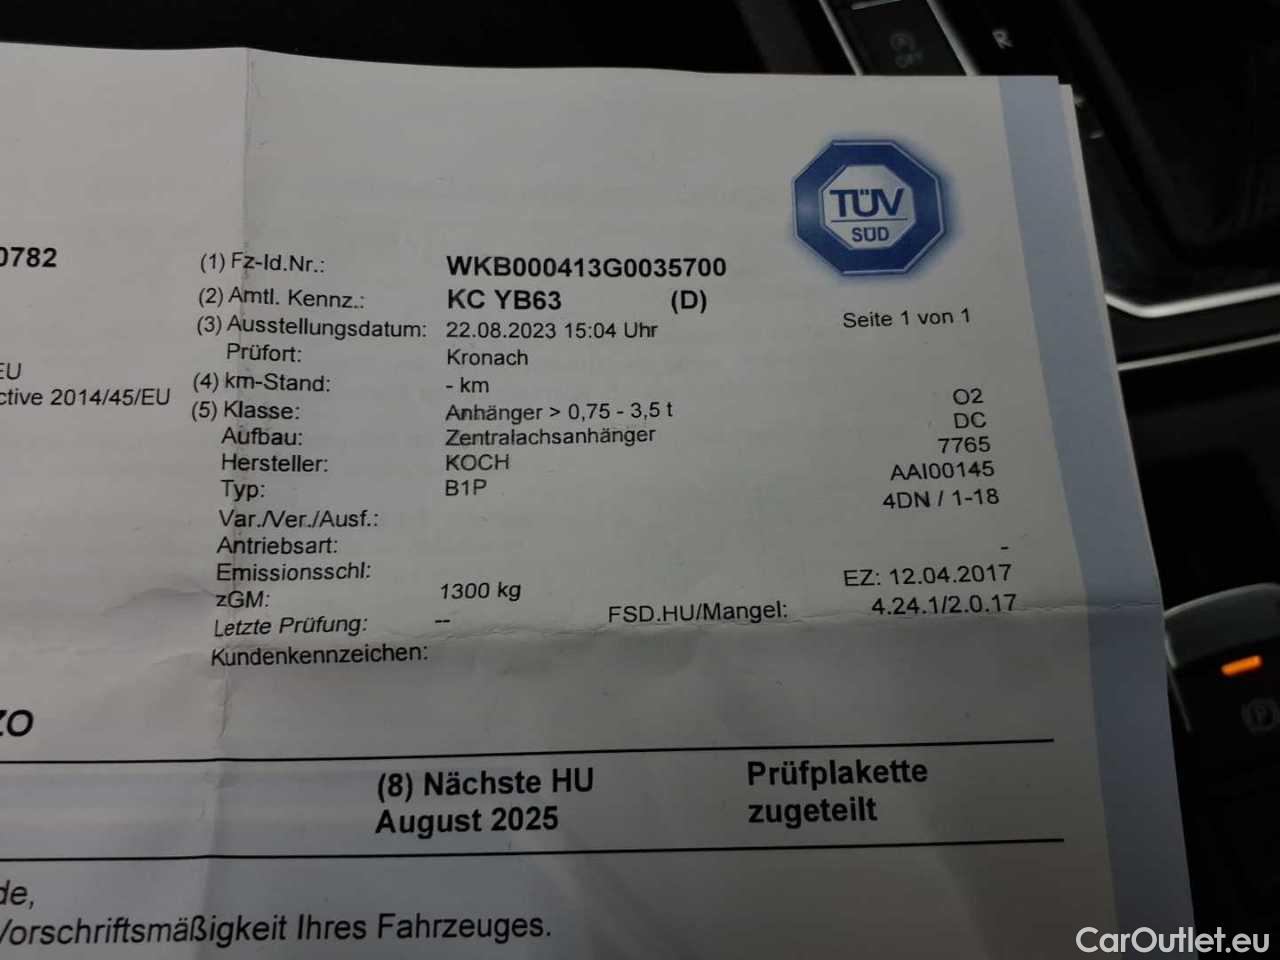 OFF
R
TÜV
SÜD
0782
(1) Fz-Id.Nr.: WKB000413G0035700
(2) Amtl. Kennz.: KC YB63 (D)
(3) Ausstellungsdatum: 22.08.2023 15:04 Uhr Seite 1 von 1
Prüfort: Kronach
EU
(4) km-Stand: - km
ctive 2014/45/EU
(5) Klasse: Anhänger > 0,75 - 3,5 t O2
Aufbau: Zentralachsanhänger DC
Hersteller: KOCH 7765
Typ: B1P AAI00145
Var./Ver./Ausf.: 4DN / 1-18
Antriebsart:
Emissionsschl: -
zGM: 1300 kg EZ: 12.04.2017
Letzte Prüfung: -- FSD.HU/Mangel: 4.24.1/2.0.17
Kundenkennzeichen:
ZO
(8) Nächste HU Prüfplakette
August 2025 zugeteilt
de,
Vorschriftsmäßigkeit Ihres Fahrzeuges.
P
CarOutlet.eu